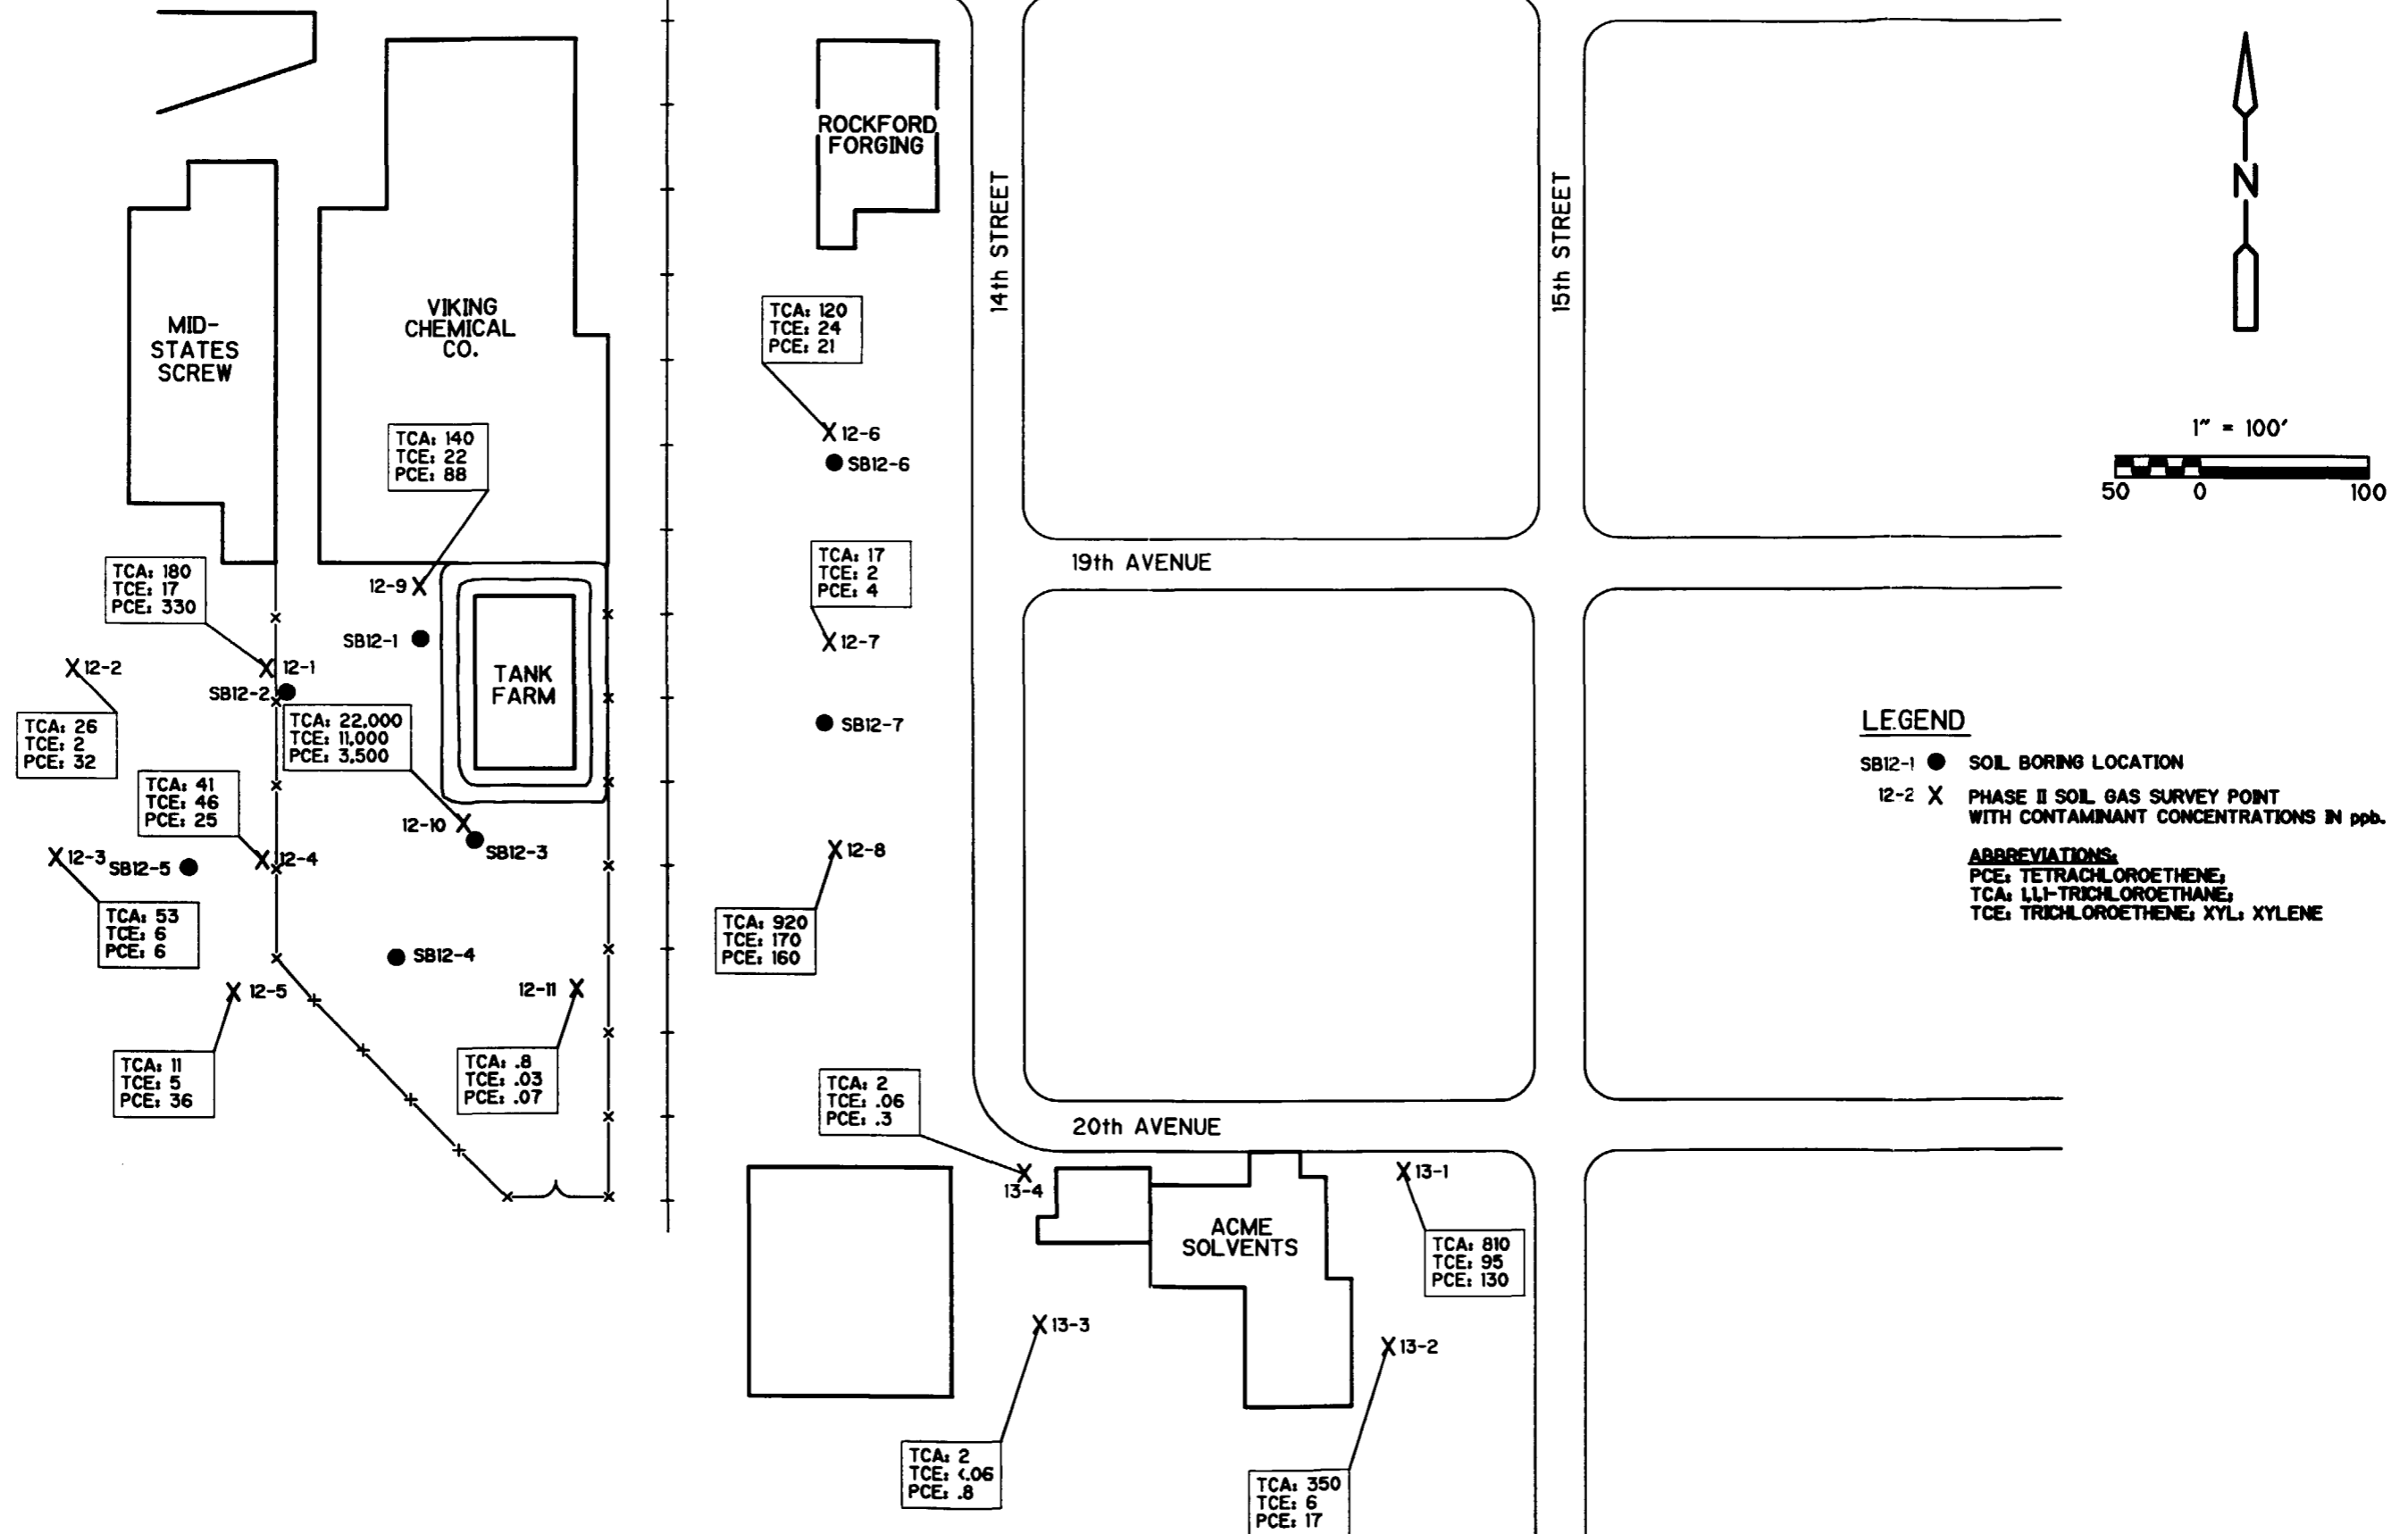 ROCKFORD
FORGING
14th STREET
15th STREET
N
MID-
STATES
SCREW
VIKING
CHEMICAL
CO.
TCA: 120
TCE: 24
PCE: 21
12-6
SB12-6
1" = 100'
50 0 100
TCA: 140
TCE: 22
PCE: 88
12-9
SB12-1
TCA: 17
TCE: 2
PCE: 4
12-7
SB12-7
19th AVENUE
TCA: 180
TCE: 17
PCE: 330
12-1
12-2
SB12-2
TANK
FARM
TCA: 26
TCE: 2
PCE: 32
TCA: 22,000
TCE: 11,000
PCE: 3,500
12-10
SB12-3
TCA: 41
TCE: 46
PCE: 25
12-4
12-3
SB12-5
TCA: 53
TCE: 6
PCE: 6
12-8
TCA: 920
TCE: 170
PCE: 160
SB12-4
12-5
TCA: 11
TCE: 5
PCE: 36
12-11
TCA: .8
TCE: .03
PCE: .07
LEGEND
SB12-1 SOIL BORING LOCATION
12-2 X PHASE II SOIL GAS SURVEY POINT
WITH CONTAMINANT CONCENTRATIONS IN ppb.
ABBREVIATIONS:
PCE: TETRACHLOROETHENE;
TCA: 1,1,1-TRICHLOROETHANE;
TCE: TRICHLOROETHENE; XYL: XYLENE
TCA: 2
TCE: .06
PCE: .3
13-4
20th AVENUE
ACME
SOLVENTS
13-1
TCA: 810
TCE: 95
PCE: 130
13-3
13-2
TCA: 2
TCE: <.06
PCE: .8
TCA: 350
TCE: 6
PCE: 17